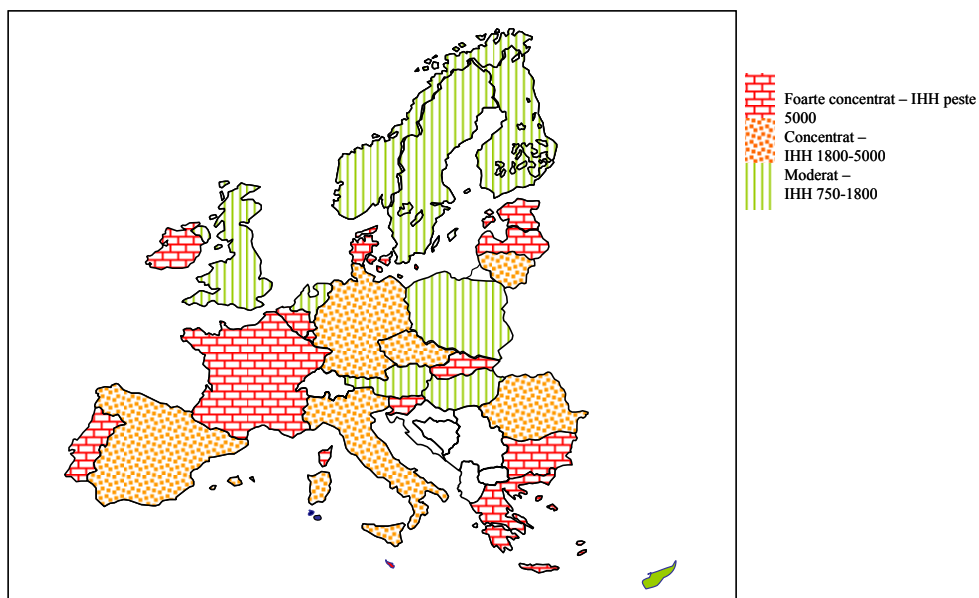 Foarte concentrat – IHH peste
5000
Concentrat –
IHH 1800-5000
Moderat –
IHH 750-1800